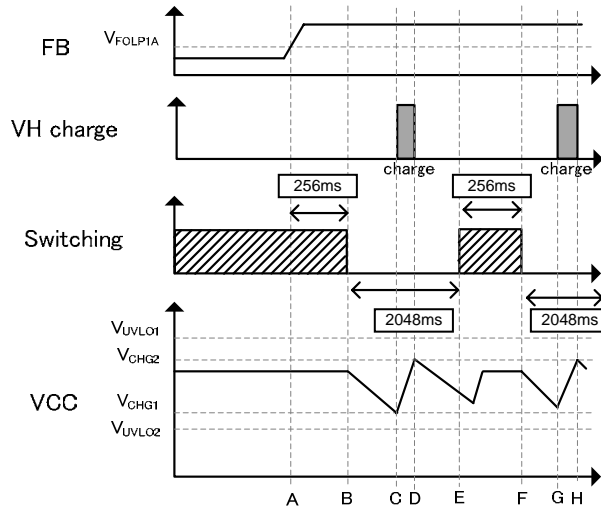 FB
VFOLP1A
VH charge
charge
charge
256ms
256ms
Switching
2048ms
2048ms
VUVLO1
VCHG2
VCC
VCHG1
VUVLO2
A B C D E F G H